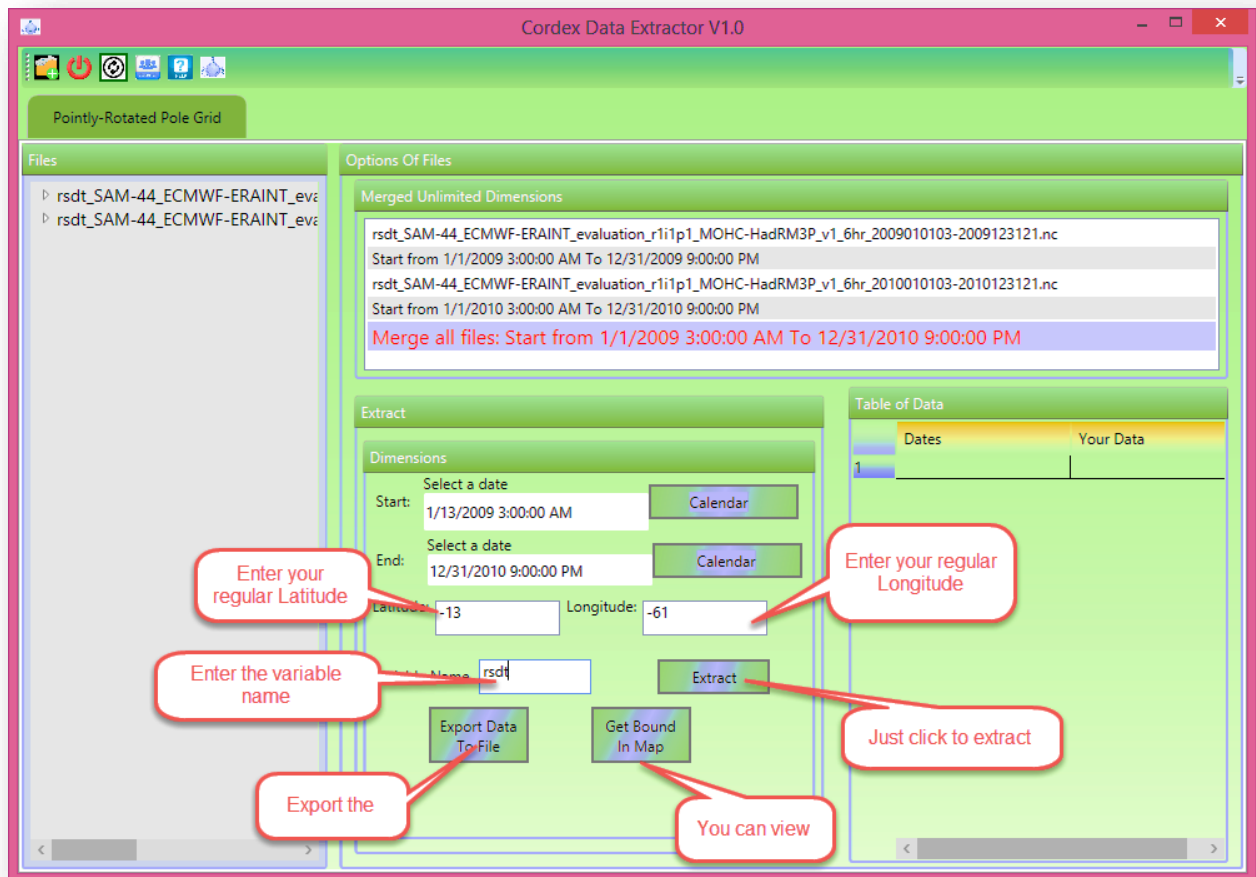 Cordex Data Extractor V1.0
Pointly-Rotated Pole Grid
Files
rsdt_SAM-44_ECMWF-ERAINT_eva
rsdt_SAM-44_ECMWF-ERAINT_eva
Options Of Files
Merged Unlimited Dimensions
rsdt_SAM-44_ECMWF-ERAINT_evaluation_r1i1p1_MOHC-HadRM3P_v1_6hr_2009010103-2009123121.nc
Start from 1/1/2009 3:00:00 AM To 12/31/2009 9:00:00 PM
rsdt_SAM-44_ECMWF-ERAINT_evaluation_r1i1p1_MOHC-HadRM3P_v1_6hr_2010010103-2010123121.nc
Start from 1/1/2010 3:00:00 AM To 12/31/2010 9:00:00 PM
Merge all files: Start from 1/1/2009 3:00:00 AM To 12/31/2010 9:00:00 PM
Extract
Dimensions
Select a date
Start: 1/13/2009 3:00:00 AM Calendar
Select a date
End: 12/31/2010 9:00:00 PM Calendar
Enter your
regular Latitude
Enter your regular
Longitude
Latitude: -13 Longitude: -61
Enter the variable
name
Name rsdt Extract
Just click to extract
Export Data
To File
Get Bound
In Map
Export the
You can view
Table of Data
Dates Your Data
1